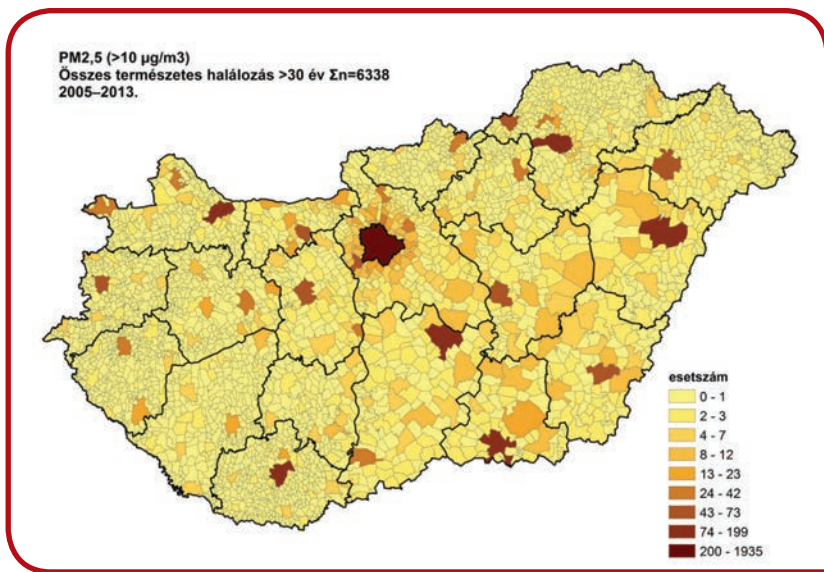 PM2,5 (>10 µg/m3)
Összes természetes halálozás >30 év Σn=6338
2005–2013.
esetszám
0 - 1
2 - 3
4 - 7
8 - 12
13 - 23
24 - 42
43 - 73
74 - 199
200 - 1935